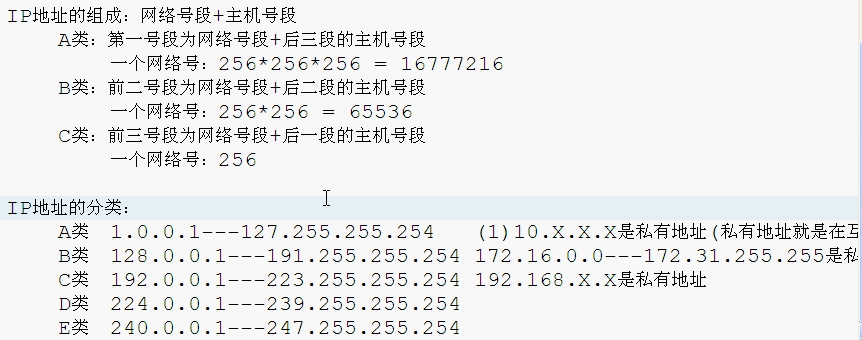 IP地址的组成：网络号段+主机号段
A类：第一号段为网络号段+后三段的主机号段
一个网络号：256*256*256 = 16777216
B类：前二号段为网络号段+后二段的主机号段
一个网络号：256*256 = 65536
C类：前三号段为网络号段+后一段的主机号段
一个网络号：256
IP地址的分类：
A类 1.0.0.1---127.255.255.254 (1)10.X.X.X是私有地址(私有地址就是在互
B类 128.0.0.1---191.255.255.254 172.16.0.0---172.31.255.255是私
C类 192.0.0.1---223.255.255.254 192.168.X.X是私有地址
D类 224.0.0.1---239.255.255.254
E类 240.0.0.1---247.255.255.254